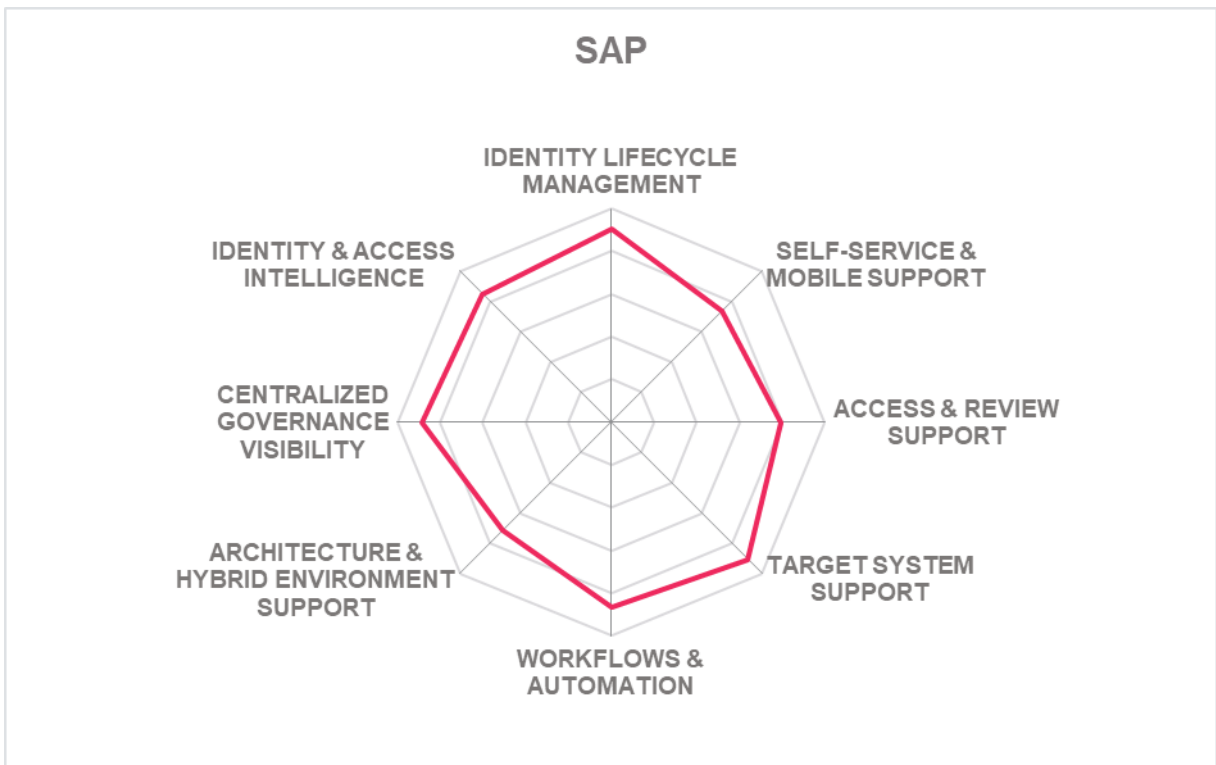 SAP
IDENTITY LIFECYCLE
MANAGEMENT
SELF-SERVICE &
MOBILE SUPPORT
ACCESS & REVIEW
SUPPORT
TARGET SYSTEM
SUPPORT
WORKFLOWS &
AUTOMATION
ARCHITECTURE &
HYBRID ENVIRONMENT
SUPPORT
CENTRALIZED
GOVERNANCE
VISIBILITY
IDENTITY & ACCESS
INTELLIGENCE